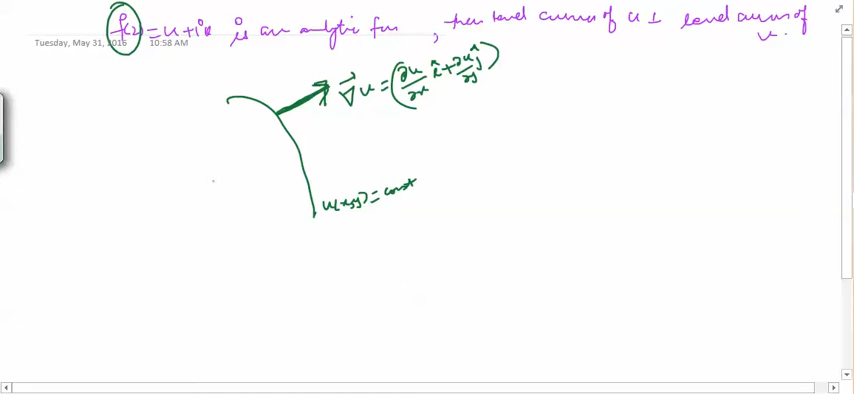 f(z) = u + iv is an analytic fun, then level curves of u ⊥ level curves of v.
Tuesday, May 31, 2016 10:58 AM
∇u = (∂u/∂x î + ∂u/∂y ĵ)
u(x,y) = const